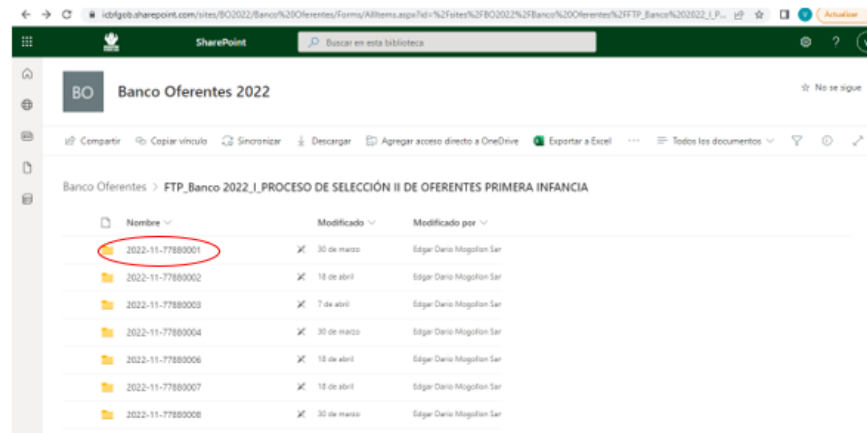 icbfgob.sharepoint.com/sites/BO2022/Banco%20Oferentes/Forms/AllItems.aspx?id=%2Fsites%2FBO2022%2FBanco%20Oferentes%2FFTP_Banco%202022_I_P... Actualizar
SharePoint Buscar en esta biblioteca ?
BO Banco Oferentes 2022 No se sigue
Compartir Copiar vínculo Sincronizar Descargar Agregar acceso directo a OneDrive Exportar a Excel ... Todos los documentos
Banco Oferentes > FTP_Banco 2022_I_PROCESO DE SELECCIÓN II DE OFERENTES PRIMERA INFANCIA
Nombre Modificado Modificado por
2022-11-77880001 30 de marzo Edgar Dario Mogollon Sar
2022-11-77880002 18 de abril Edgar Dario Mogollon Sar
2022-11-77880003 7 de abril Edgar Dario Mogollon Sar
2022-11-77880004 30 de marzo Edgar Dario Mogollon Sar
2022-11-77880006 18 de abril Edgar Dario Mogollon Sar
2022-11-77880007 18 de abril Edgar Dario Mogollon Sar
2022-11-77880008 30 de marzo Edgar Dario Mogollon Sar